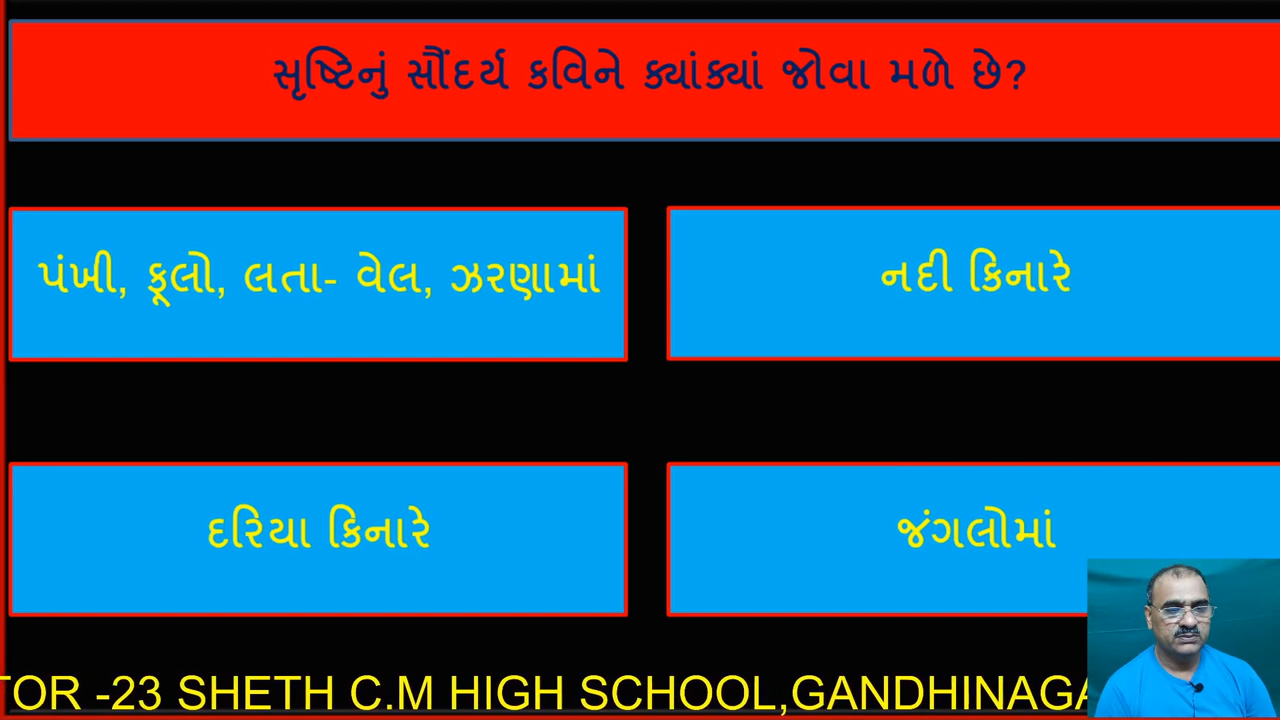 સૃષ્ટિનું સૌંદર્ય કવિને ક્યાંક્યાં જોવા મળે છે?
પંખી, ફૂલો, લતા- વેલ, ઝરણામાં
નદી કિનારે
દરિયા કિનારે
જંગલોમાં
TOR -23 SHETH C.M HIGH SCHOOL,GANDHINAGA